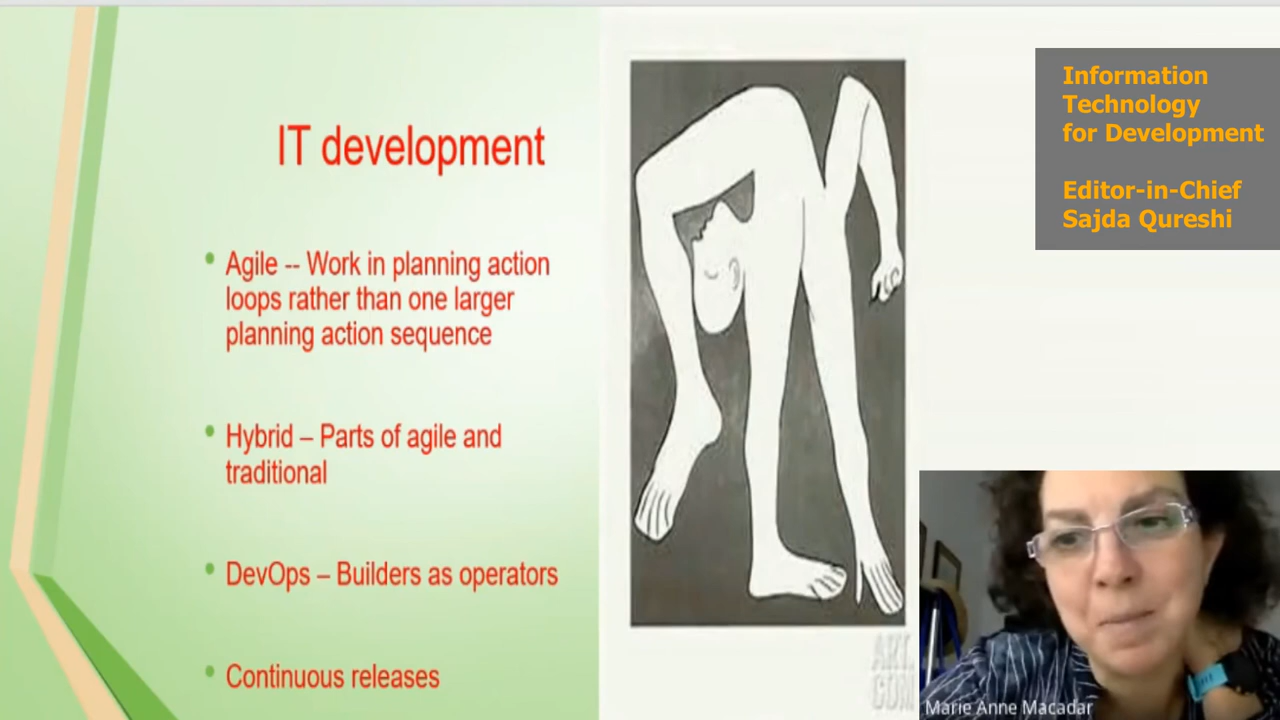 IT development
• Agile -- Work in planning action
loops rather than one larger
planning action sequence
• Hybrid – Parts of agile and
traditional
• DevOps – Builders as operators
• Continuous releases
ART.
COM
Information
Technology
for Development
Editor-in-Chief
Sajda Qureshi
Marie Anne Macadar